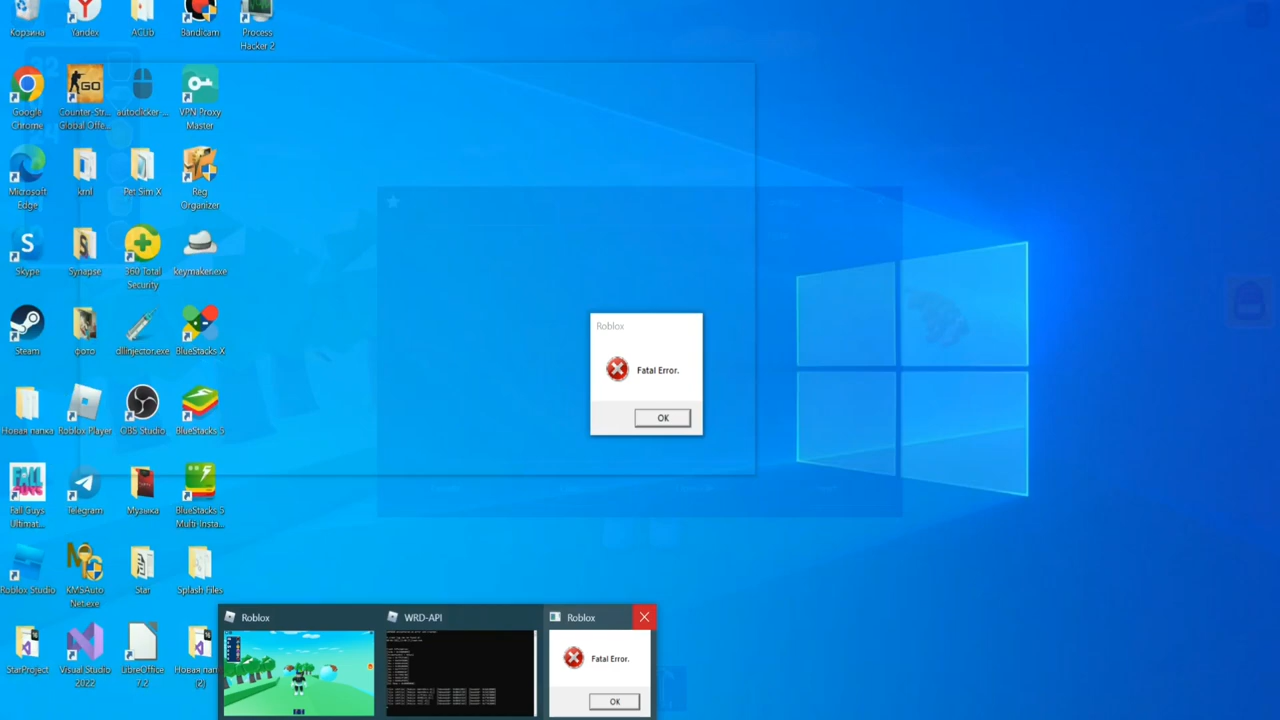 Корзина
Yandex
ACLib
Bandicam
Process
Hacker 2
Google
Chrome
Counter-Str...
Global Offe...
autoclicker...
VPN Proxy
Master
Microsoft
Edge
krnl
Pet Sim X
Reg
Organizer
Skype
Synapse
360 Total
Security
keymaker.exe
Steam
фото
dllinjector.exe
BlueStacks X
Roblox
Fatal Error.
OK
Новая папка
Roblox Player
OBS Studio
BlueStacks 5
Fall Guys
Ultimat...
Telegram
Музыка
BlueStacks 5
Multi-Insta...
Roblox Studio
KMSAuto
Net.exe
Star
Splash Files
StarProject
Visual Studio
2022
LibreOffice
7.2
Новая пап...
(2)
Roblox
WRD-API
Roblox
Fatal Error.
OK